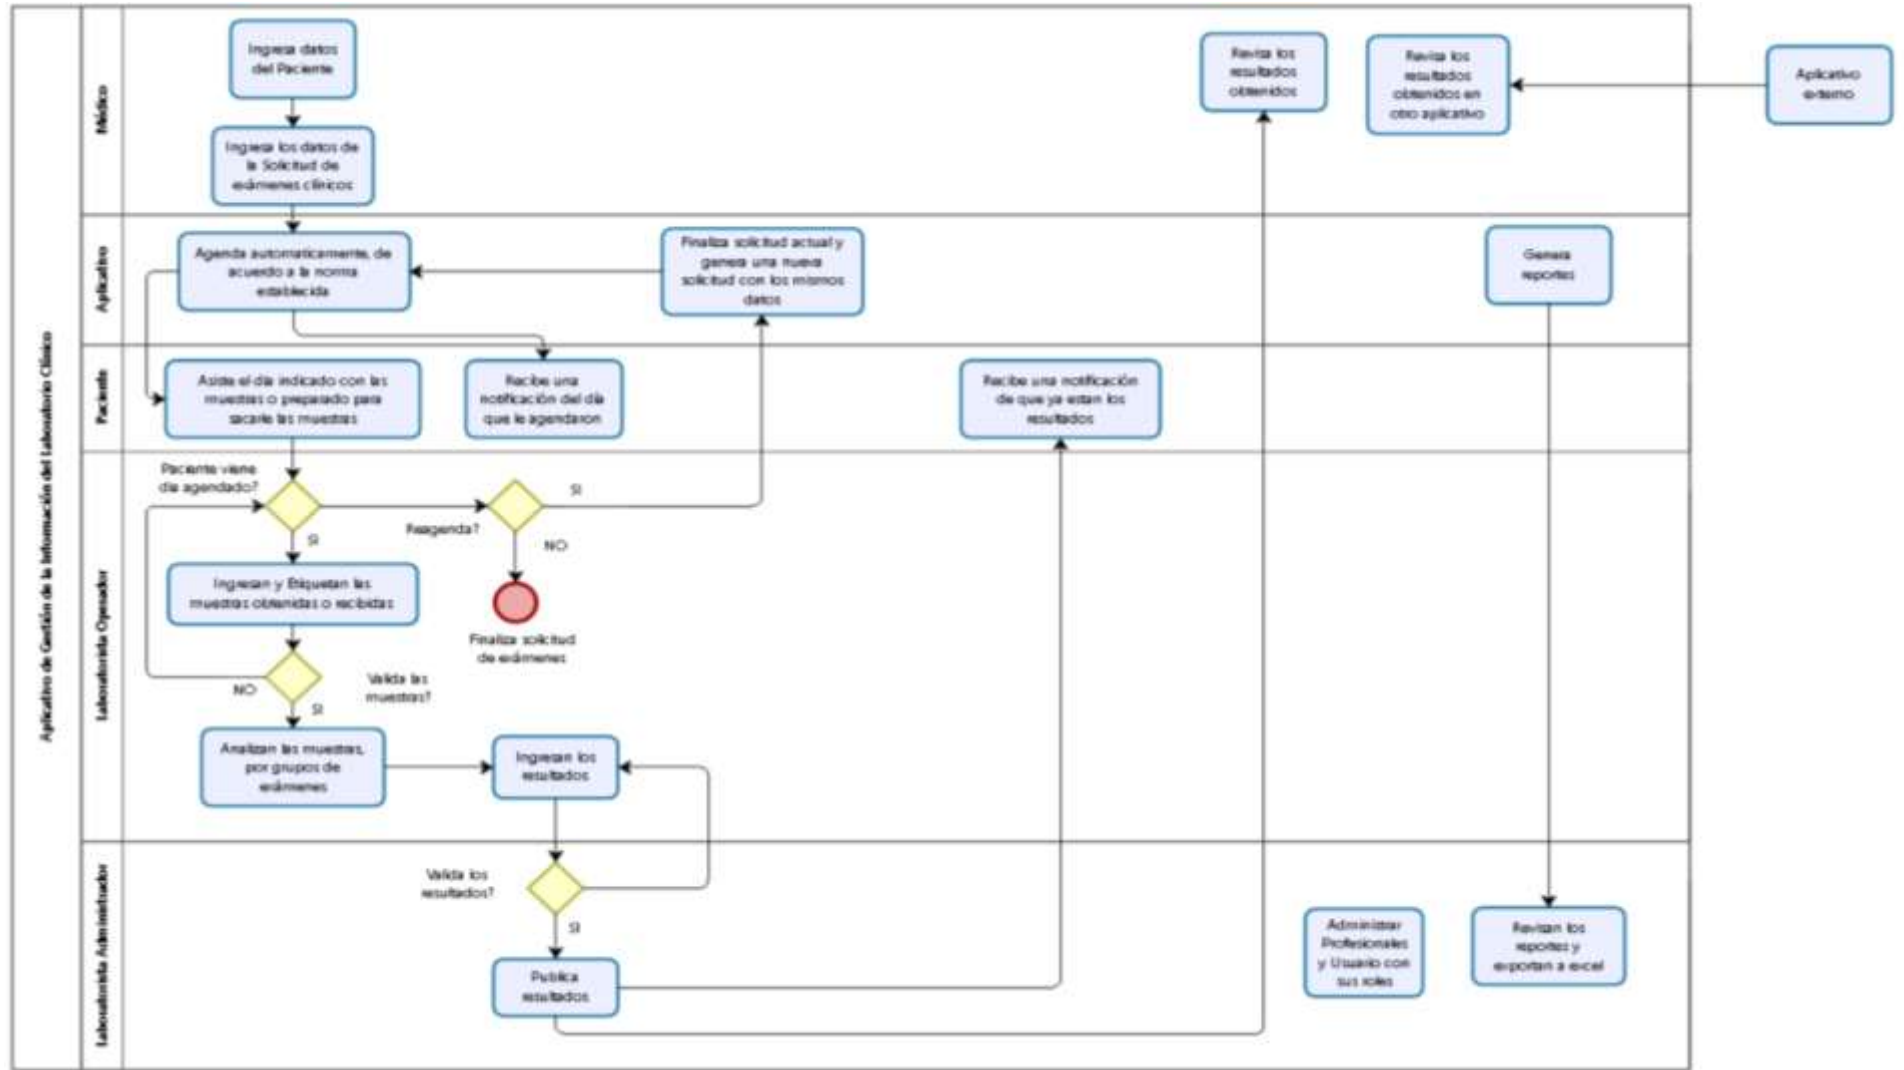 Aplicativo de Gestión de la Información del Laboratorio Clínico
Médico
Ingresa datos
del Paciente
Ingresa los datos de
la Solicitud de
exámenes clínicos
Revisa los
resultados
obtenidos
Revisa los
resultados
obtenidos en
otro aplicativo
Aplicativo
externo
Aplicativo
Agenda automaticamente, de
acuerdo a la norma
establecida
Finaliza solicitud actual y
genera una nueva
solicitud con los mismos
datos
Genera
reportes
Paciente
Asiste el día indicado con las
muestras o preparado para
sacarle las muestras
Recibe una
notificación del día
que le agendaron
Recibe una notificación
de que ya estan los
resultados
Laboratorista Operador
Paciente viene
día agendado?
SI
Reagenda?
SI
NO
Ingresan y Etiquetan las
muestras obtenidas o recibidas
Finaliza solicitud
de exámenes
Valida las
muestras?
NO
SI
Analizan las muestras,
por grupos de
exámenes
Ingresan los
resultados
Laboratorista Administrador
Valida los
resultados?
SI
Publica
resultados
Administrar
Profesionales
y Usuario con
sus roles
Revisan los
reportes y
exportan a excel